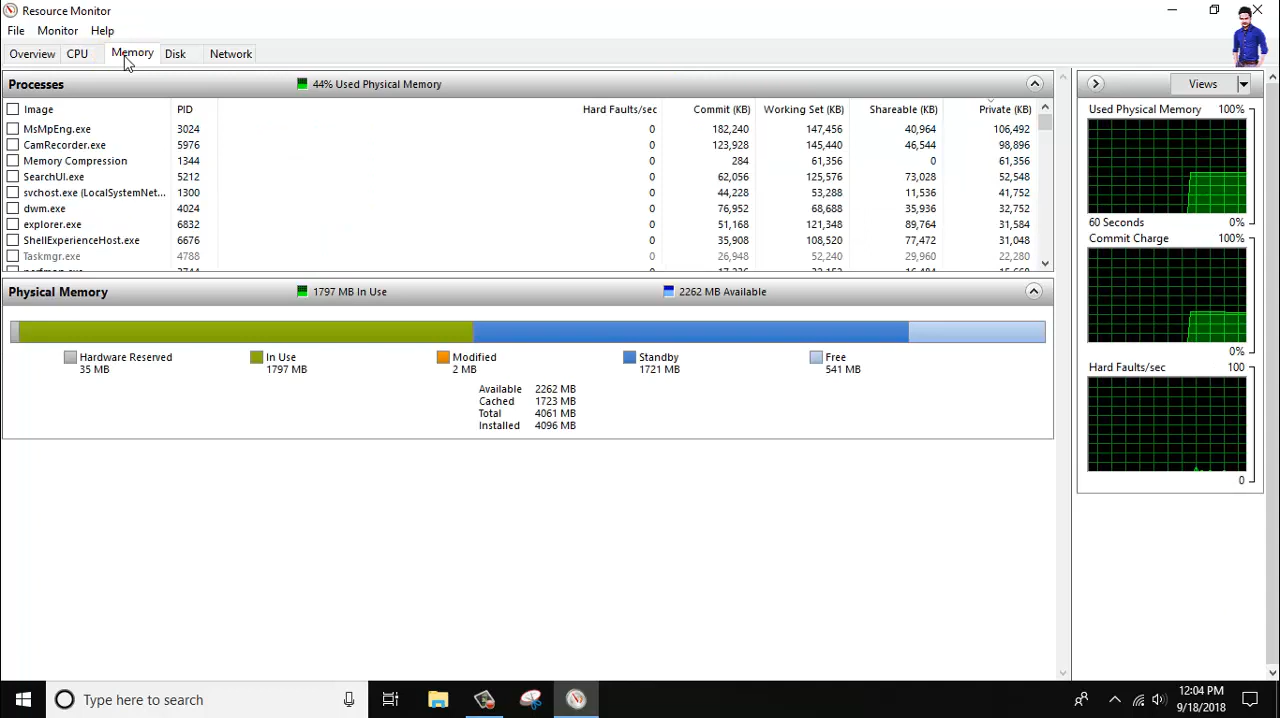 Resource Monitor
File Monitor Help
Overview CPU Memory Disk Network
Processes 44% Used Physical Memory
Image PID Hard Faults/sec Commit (KB) Working Set (KB) Shareable (KB) Private (KB)
MsMpEng.exe 3024 0 182,240 147,456 40,964 106,492
CamRecorder.exe 5976 0 123,928 145,440 46,544 98,896
Memory Compression 1344 0 284 61,356 0 61,356
SearchUI.exe 5212 0 62,056 125,576 73,028 52,548
svchost.exe (LocalSystemNet... 1300 0 44,228 53,288 11,536 41,752
dwm.exe 4024 0 76,952 68,688 35,936 32,752
explorer.exe 6832 0 51,168 121,348 89,764 31,584
ShellExperienceHost.exe 6676 0 35,908 108,520 77,472 31,048
Taskmgr.exe 4788 0 26,948 52,240 29,960 22,280
Physical Memory 1797 MB In Use 2262 MB Available
Hardware Reserved In Use Modified Standby Free
35 MB 1797 MB 2 MB 1721 MB 541 MB
Available 2262 MB
Cached 1723 MB
Total 4061 MB
Installed 4096 MB
Views
Used Physical Memory 100%
60 Seconds 0%
Commit Charge 100%
0%
Hard Faults/sec 100
0
Type here to search
12:04 PM
9/18/2018